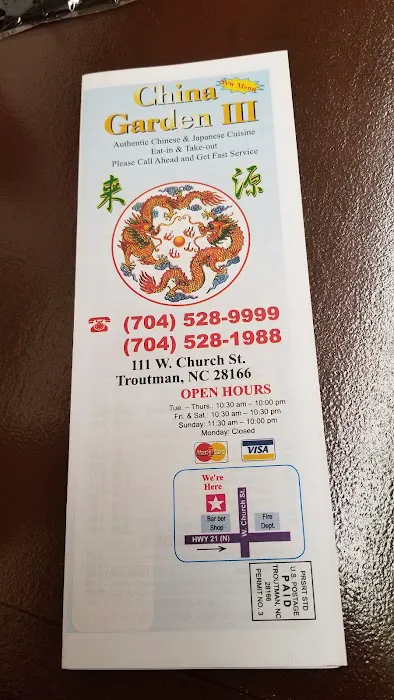 New Menu
China
Garden III
Authentic Chinese & Japanese Cuisine
Eat-in & Take-out
Please Call Ahead and Get Fast Service
来 源
(704) 528-9999
(704) 528-1988
111 W. Church St.
Troutman, NC 28166
OPEN HOURS
Tue. – Thurs.: 10:30 am – 10:00 pm
Fri. & Sat.: 10:30 am – 10:30 pm
Sunday: 11:30 am – 10:00 pm
Monday: Closed
MasterCard VISA
We're
Here
Barber
Shop
W. Church St.
Fire
Dept.
HWY 21 (N)
PRSRT STD
U.S. POSTAGE
PAID
TROUTMAN, NC
28166
PERMIT NO. 3